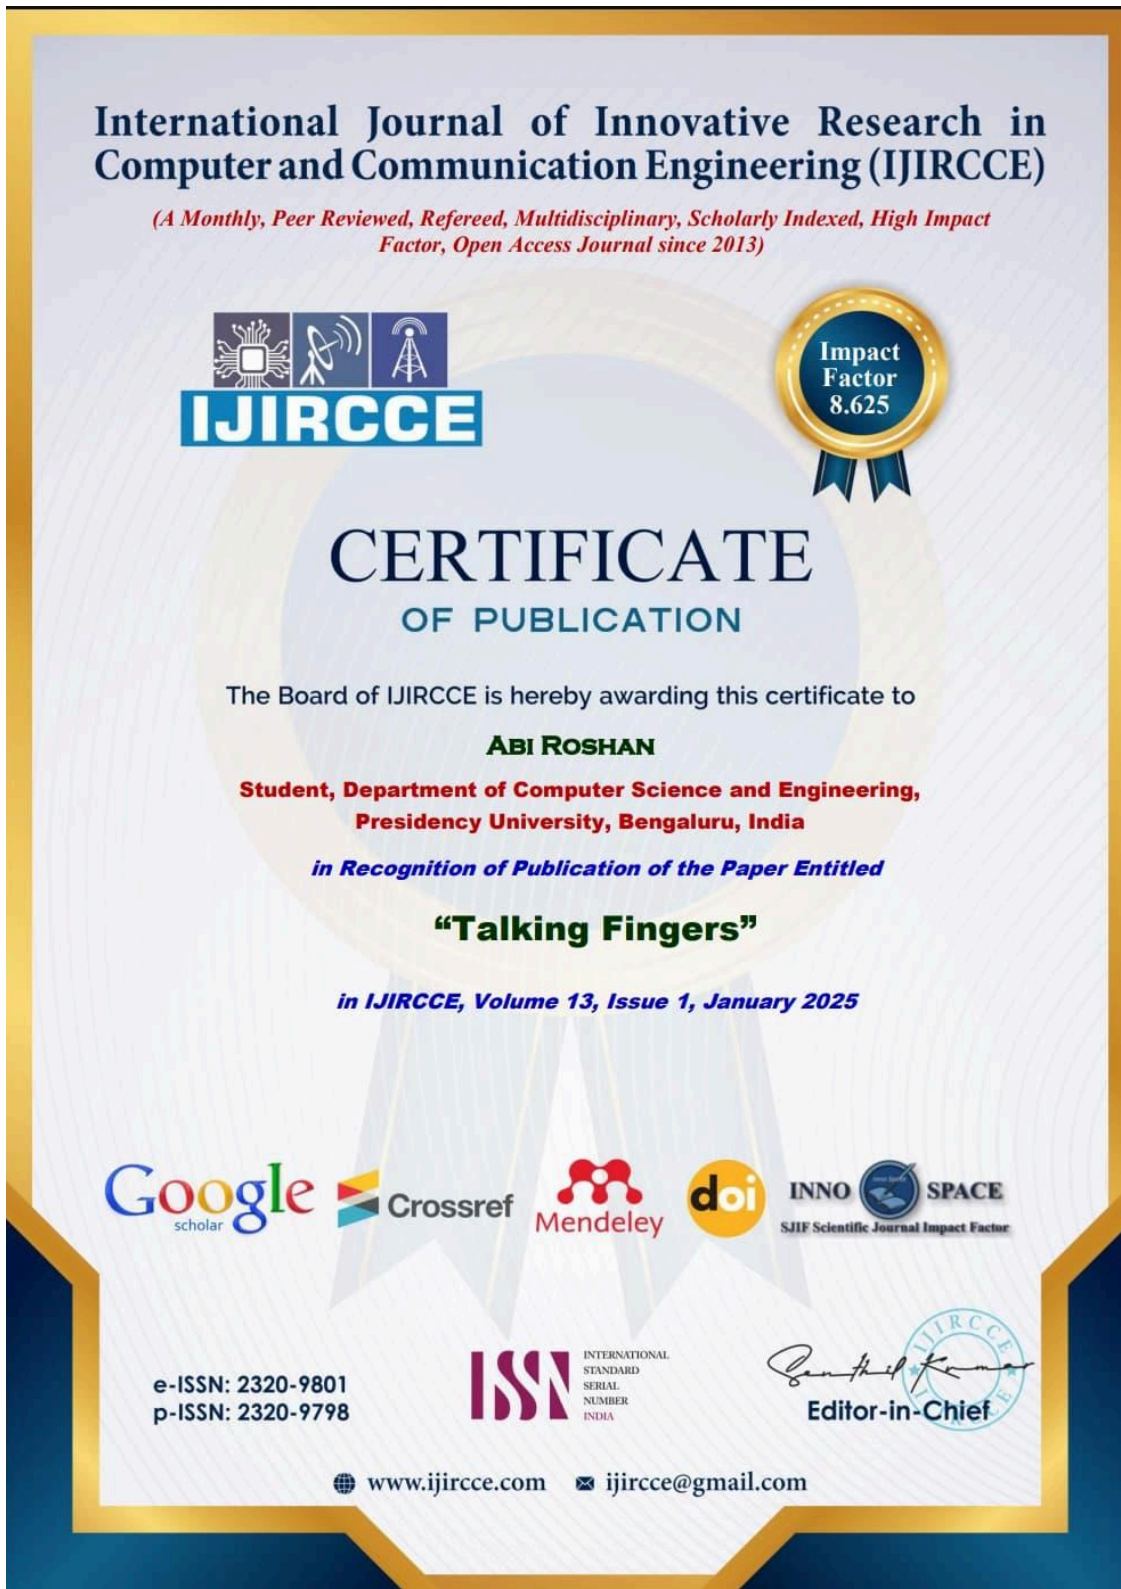 International Journal of Innovative Research in
Computer and Communication Engineering (IJIRCCE)
(A Monthly, Peer Reviewed, Refereed, Multidisciplinary, Scholarly Indexed, High Impact
Factor, Open Access Journal since 2013)
IJIRCCE
Impact
Factor
8.625
CERTIFICATE
OF PUBLICATION
The Board of IJIRCCE is hereby awarding this certificate to
ABI ROSHAN
Student, Department of Computer Science and Engineering,
Presidency University, Bengaluru, India
in Recognition of Publication of the Paper Entitled
“Talking Fingers”
in IJIRCCE, Volume 13, Issue 1, January 2025
Google
scholar
Crossref
Mendeley
doi
INNO SPACE
SJIF Scientific Journal Impact Factor
e-ISSN: 2320-9801
p-ISSN: 2320-9798
ISSN
INTERNATIONAL
STANDARD
SERIAL
NUMBER
INDIA
IJIRCCE
IJIRCCE
Senthil Kumar
Editor-in-Chief
www.ijircce.com ijircce@gmail.com